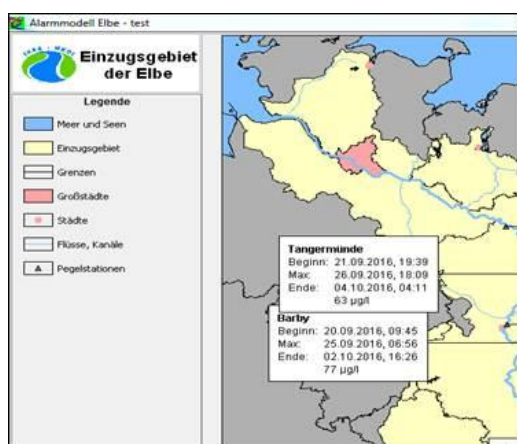 Alarmmodell Elbe - test
IKSE - MKOL
Einzugsgebiet
der Elbe
Legende
Meer und Seen
Einzugsgebiet
Grenzen
Großstädte
Städte
Flüsse, Kanäle
Pegelstationen
Tangermünde
Beginn: 21.09.2016, 19:39
Max: 26.09.2016, 18:09
Ende: 04.10.2016, 04:11
63 µg/l
Barby
Beginn: 20.09.2016, 09:45
Max: 25.09.2016, 06:56
Ende: 02.10.2016, 16:26
77 µg/l